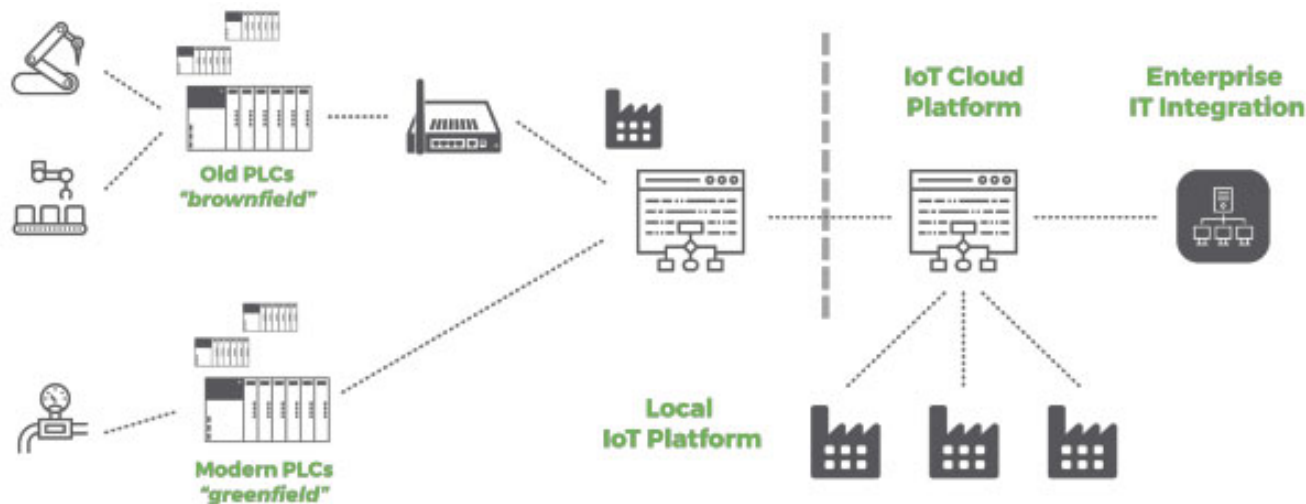 IoT Cloud
Platform
Enterprise
IT Integration
Old PLCs
"brownfield"
Local
IoT Platform
Modern PLCs
"greenfield"